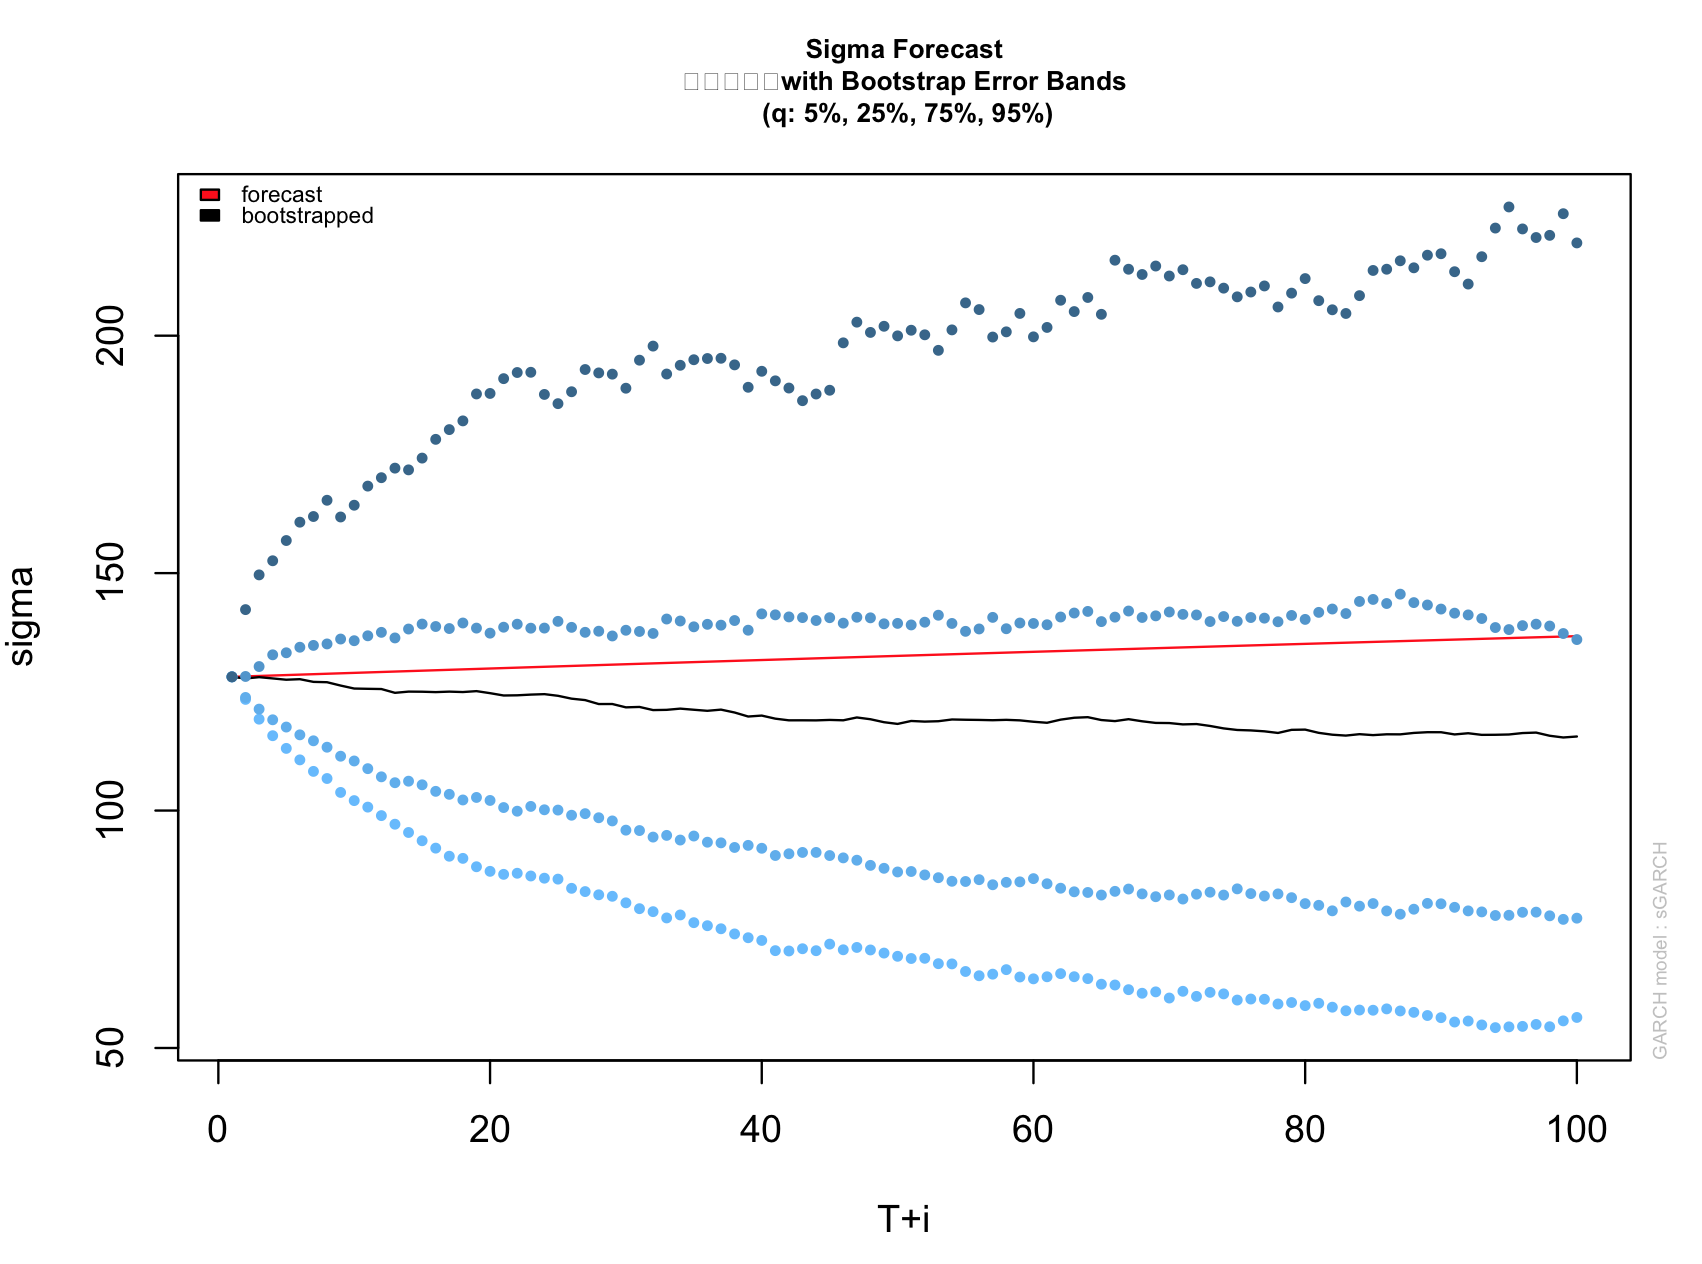 Sigma Forecast
□□□□□with Bootstrap Error Bands
(q: 5%, 25%, 75%, 95%)
forecast
bootstrapped
sigma
200
150
100
50
0 20 40 60 80 100
T+i
GARCH model : sGARCH